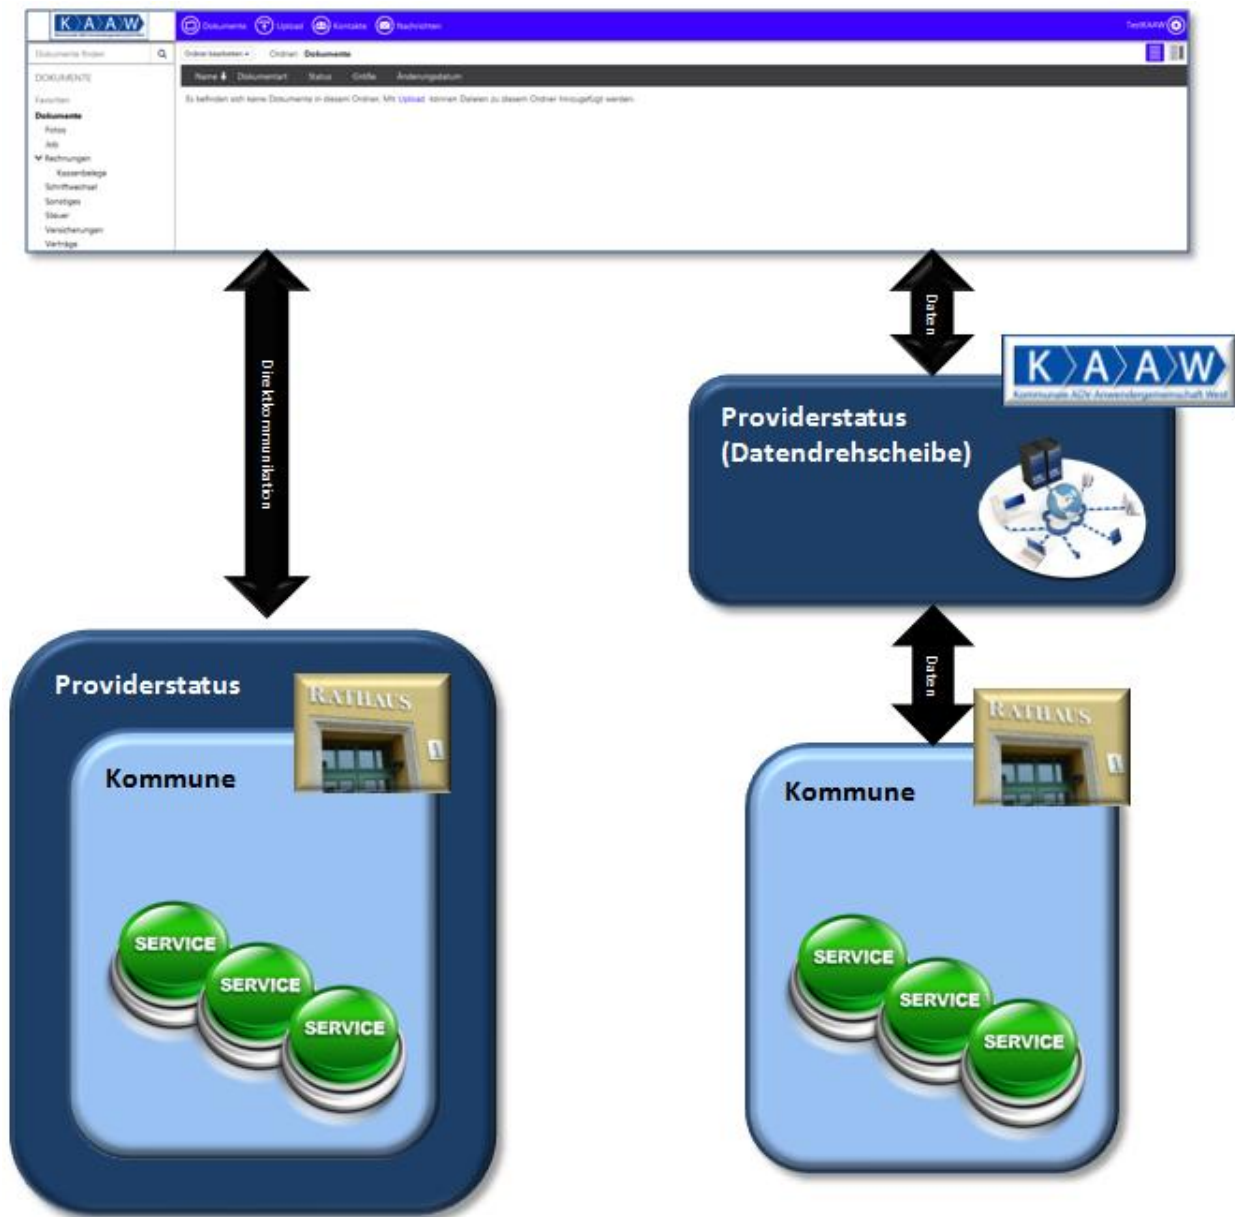 K A A W
Dokumente Upload Kontakte Nachrichten
TestKAAW
Dokumente finden
Ordner bearbeiten
Ordner: Dokumente
DOKUMENTE
Name Dokumentart Status Größe Änderungsdatum
Favoriten
Es befinden sich keine Dokumente in diesem Ordner. Mit Upload können Dateien zu diesem Ordner hinzugefügt werden.
Dokumente
Fotos
Job
Rechnungen
Kassenbelege
Schriftwechsel
Sonstiges
Steuer
Versicherungen
Verträge
Direktkommunikation
Daten
K A A W
Kommunale ADV-Anwendergemeinschaft West
Providerstatus
(Datendrehscheibe)
Daten
Providerstatus
RATHAUS
1
Kommune
SERVICE
SERVICE
SERVICE
RATHAUS
1
Kommune
SERVICE
SERVICE
SERVICE